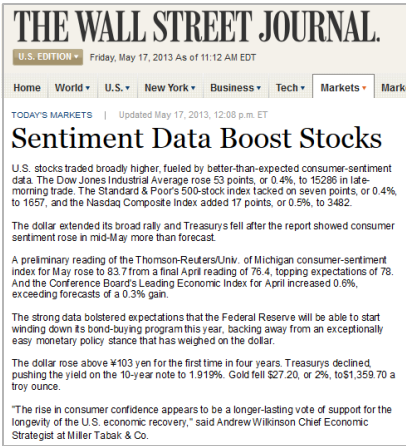 THE WALL STREET JOURNAL.
U.S. EDITION Friday, May 17, 2013 As of 11:12 AM EDT
Home World U.S. New York Business Tech Markets Mark
TODAY'S MARKETS | Updated May 17, 2013, 12:08 p.m. ET
Sentiment Data Boost Stocks
U.S. stocks traded broadly higher, fueled by better-than-expected consumer-sentiment
data. The Dow Jones Industrial Average rose 53 points, or 0.4%, to 15286 in late-
morning trade. The Standard & Poor's 500-stock index tacked on seven points, or 0.4%,
to 1657, and the Nasdaq Composite Index added 17 points, or 0.5%, to 3482.
The dollar extended its broad rally and Treasurys fell after the report showed consumer
sentiment rose in mid-May more than forecast.
A preliminary reading of the Thomson-Reuters/Univ. of Michigan consumer-sentiment
index for May rose to 83.7 from a final April reading of 76.4, topping expectations of 78.
And the Conference Board's Leading Economic Index for April increased 0.6%,
exceeding forecasts of a 0.3% gain.
The strong data bolstered expectations that the Federal Reserve will be able to start
winding down its bond-buying program this year, backing away from an exceptionally
easy monetary policy stance that has weighed on the dollar.
The dollar rose above ¥103 yen for the first time in four years. Treasurys declined,
pushing the yield on the 10-year note to 1.919%. Gold fell $27.20, or 2%, to$1,359.70 a
troy ounce.
"The rise in consumer confidence appears to be a longer-lasting vote of support for the
longevity of the U.S. economic recovery," said Andrew Wilkinson Chief Economic
Strategist at Miller Tabak & Co.